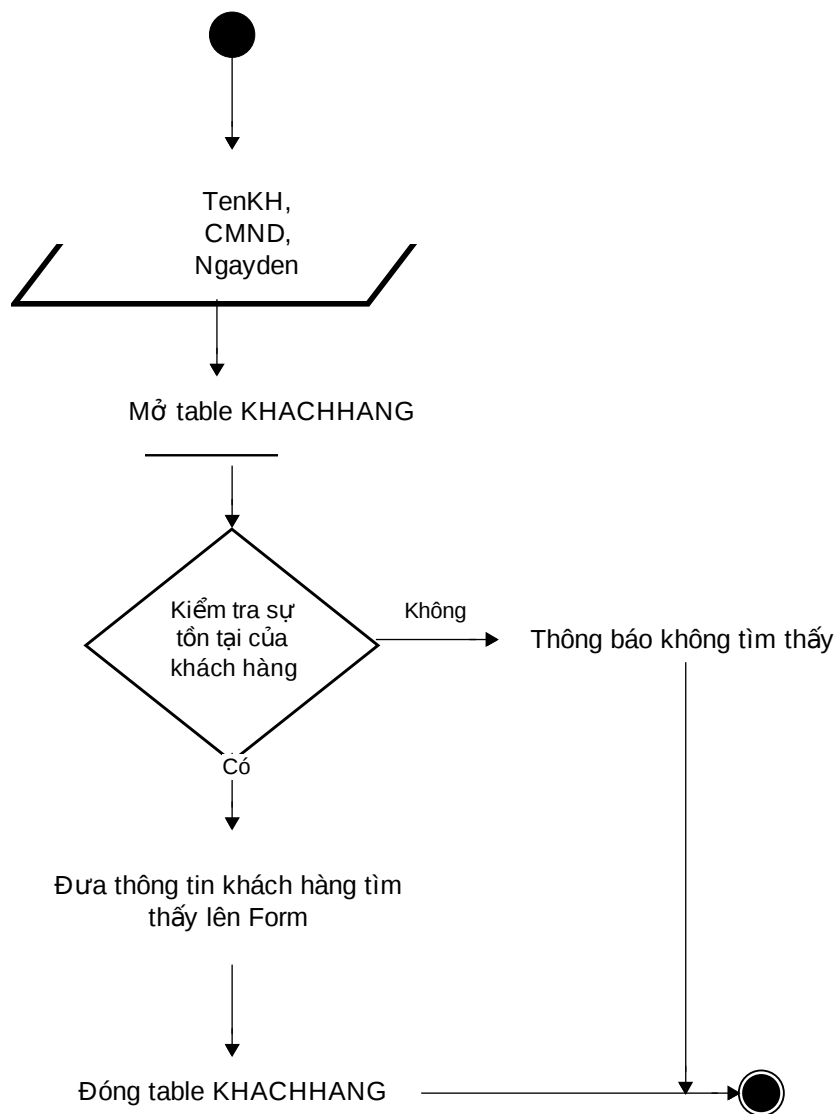 TenKH,
CMND,
Ngayden
Mở table KHACHHANG
Kiểm tra sự
tồn tại của
khách hàng
Không
Thông báo không tìm thấy
Có
Đưa thông tin khách hàng tìm
thấy lên Form
Đóng table KHACHHANG